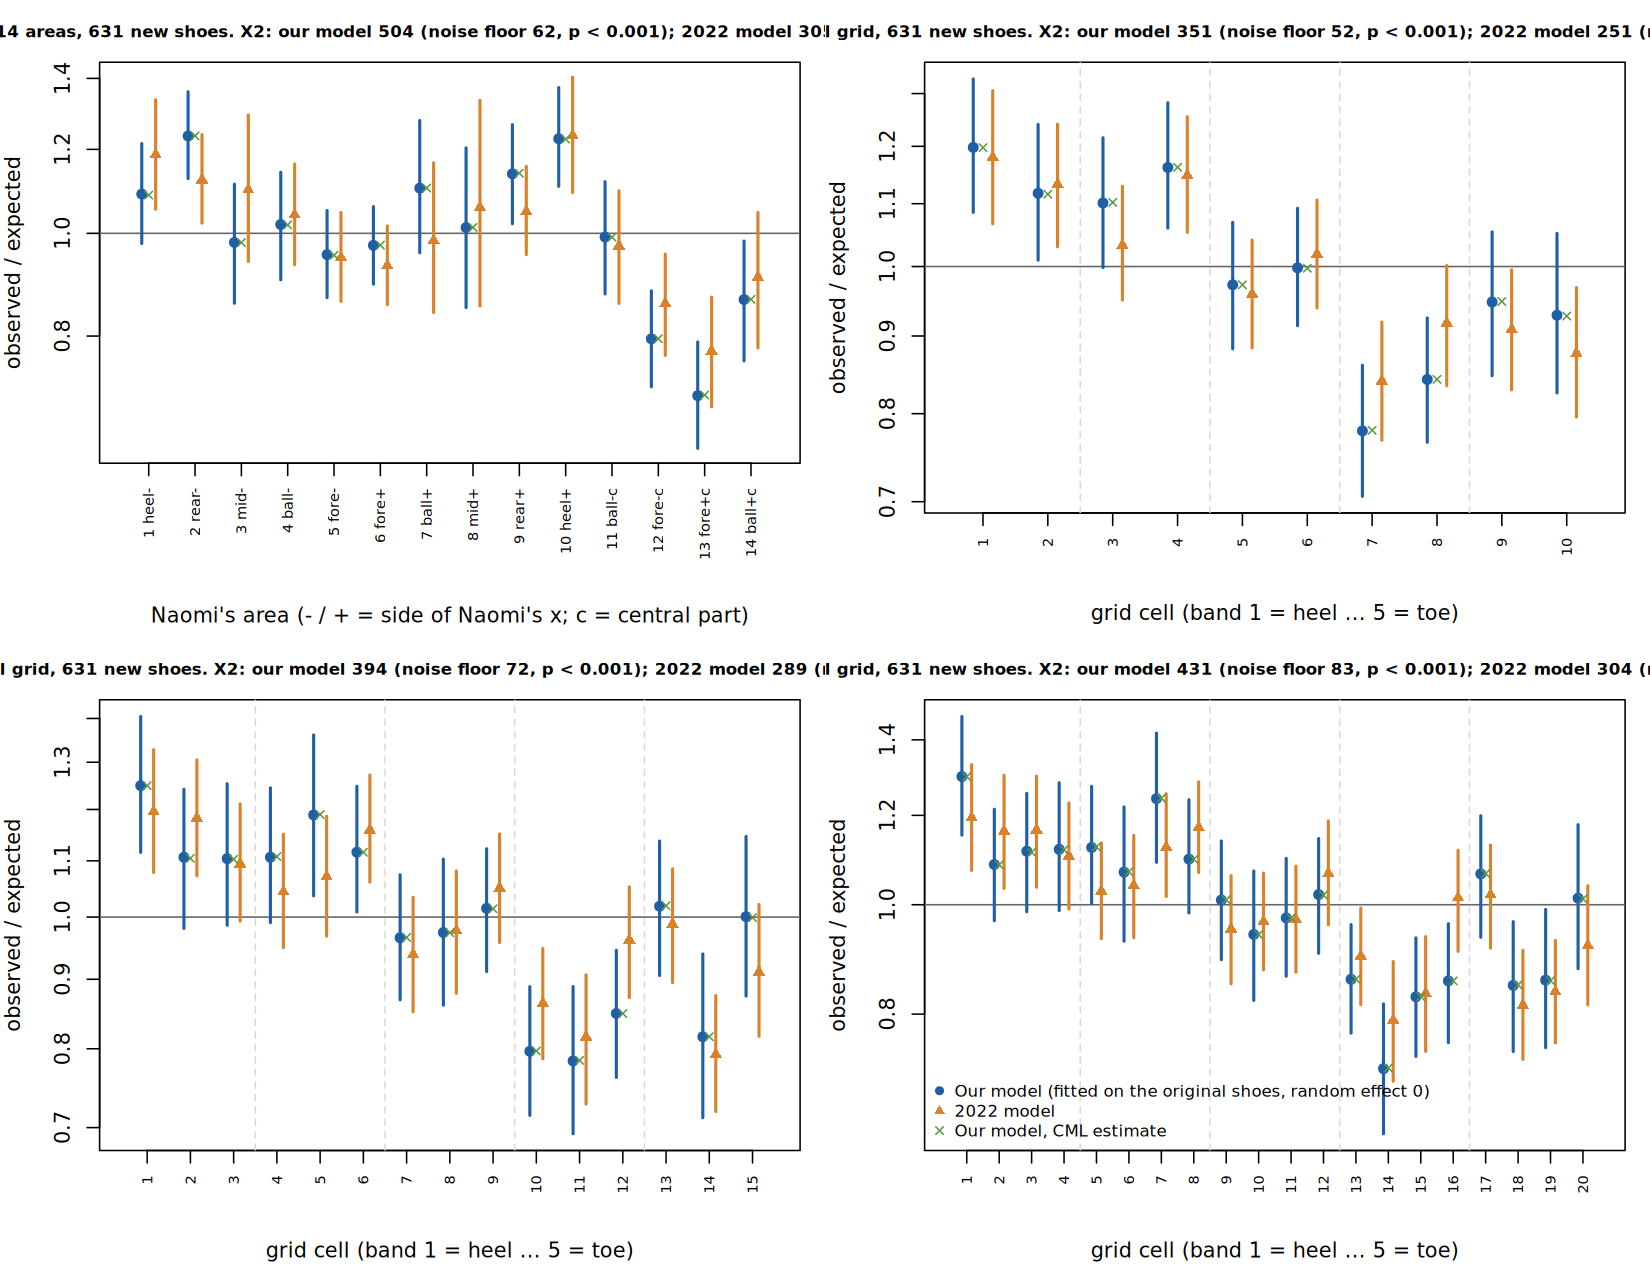 14 areas, 631 new shoes. X2: our model 504 (noise floor 62, p < 0.001); 2022 model
l grid, 631 new shoes. X2: our model 351 (noise floor 52, p < 0.001); 2022 model 251
observed / expected
0.8 1.0 1.2 1.4
1 heel-
2 rear-
3 mid-
4 ball-
5 fore-
6 fore+
7 ball+
8 mid+
9 rear+
10 heel+
11 ball-c
12 fore-c
13 fore+c
14 ball+c
Naomi's area (- / + = side of Naomi's x; c = central part)
observed / expected
0.7 0.8 0.9 1.0 1.1 1.2
1 2 3 4 5 6 7 8 9 10
grid cell (band 1 = heel ... 5 = toe)
l grid, 631 new shoes. X2: our model 394 (noise floor 72, p < 0.001); 2022 model 289
l grid, 631 new shoes. X2: our model 431 (noise floor 83, p < 0.001); 2022 model 304
observed / expected
0.7 0.8 0.9 1.0 1.1 1.3
1 2 3 4 5 6 7 8 9 10 11 12 13 14 15
grid cell (band 1 = heel ... 5 = toe)
observed / expected
0.8 1.0 1.2 1.4
Our model (fitted on the original shoes, random effect 0)
2022 model
Our model, CML estimate
1 2 3 4 5 6 7 8 9 10 11 12 13 14 15 16 17 18 19 20
grid cell (band 1 = heel ... 5 = toe)